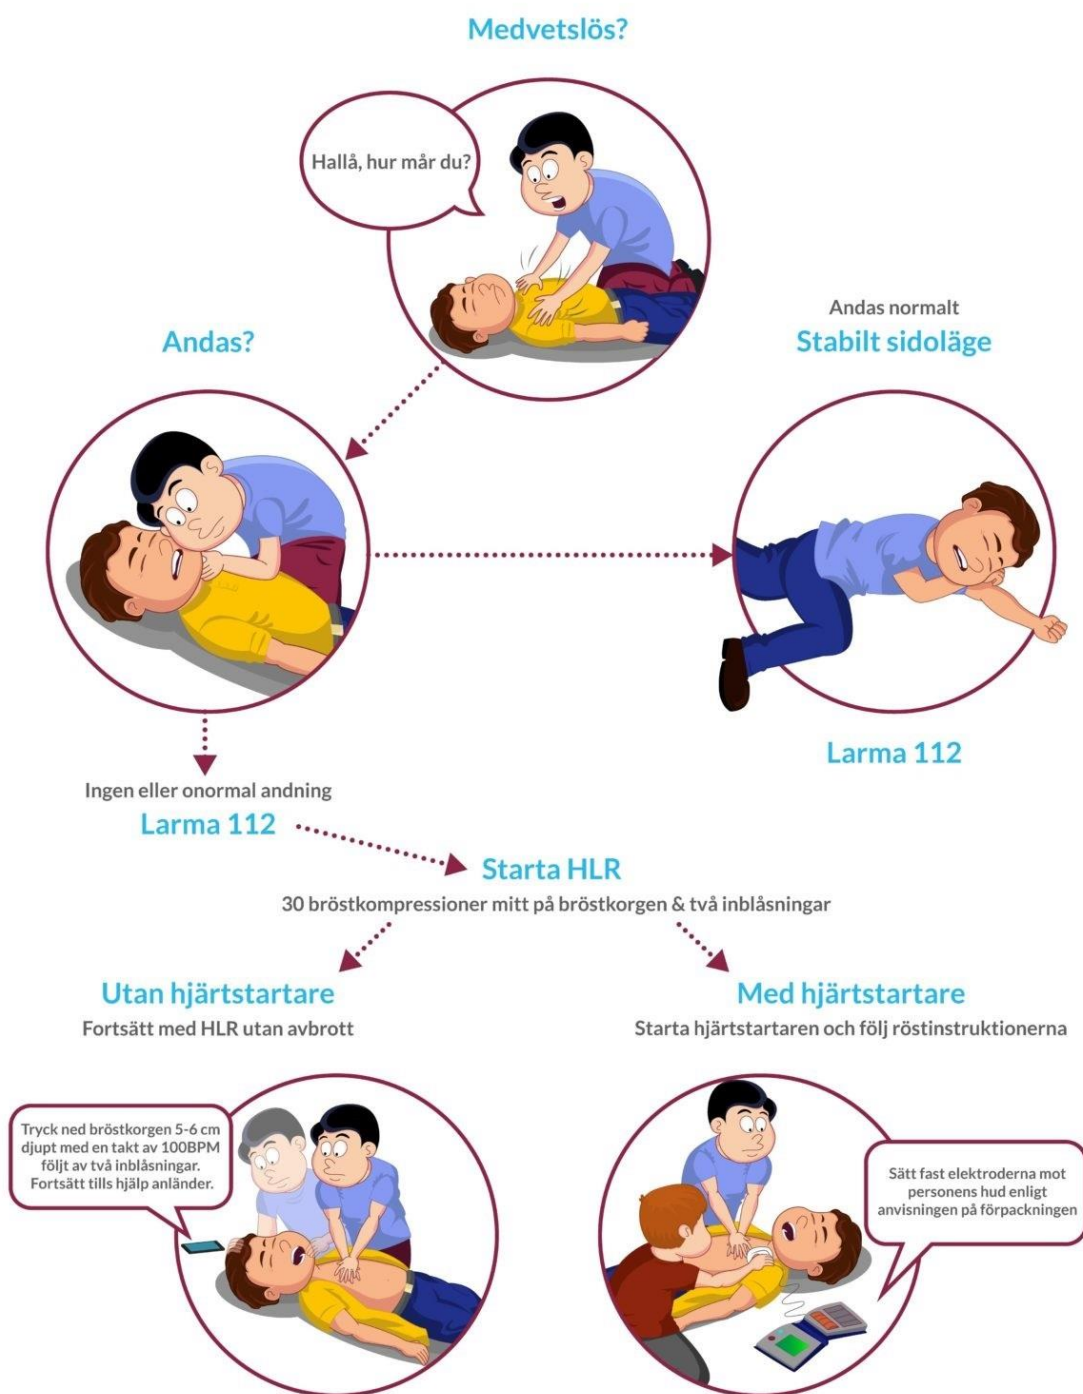 Medvetslös?
Hallå, hur mår du?
Andas?
Andas normalt
Stabilt sidoläge
Larma 112
Ingen eller onormal andning
Larma 112
Starta HLR
30 bröstkompressioner mitt på bröstkorgen & två inblåsningar
Utan hjärtstartare
Fortsätt med HLR utan avbrott
Med hjärtstartare
Starta hjärtstartaren och följ röstinstruktionerna
Tryck ned bröstkorgen 5-6 cm
djupt med en takt av 100BPM
följt av två inblåsningar.
Fortsätt tills hjälp anländer.
Sätt fast elektroderna mot
personens hud enligt
anvisningen på förpackningen